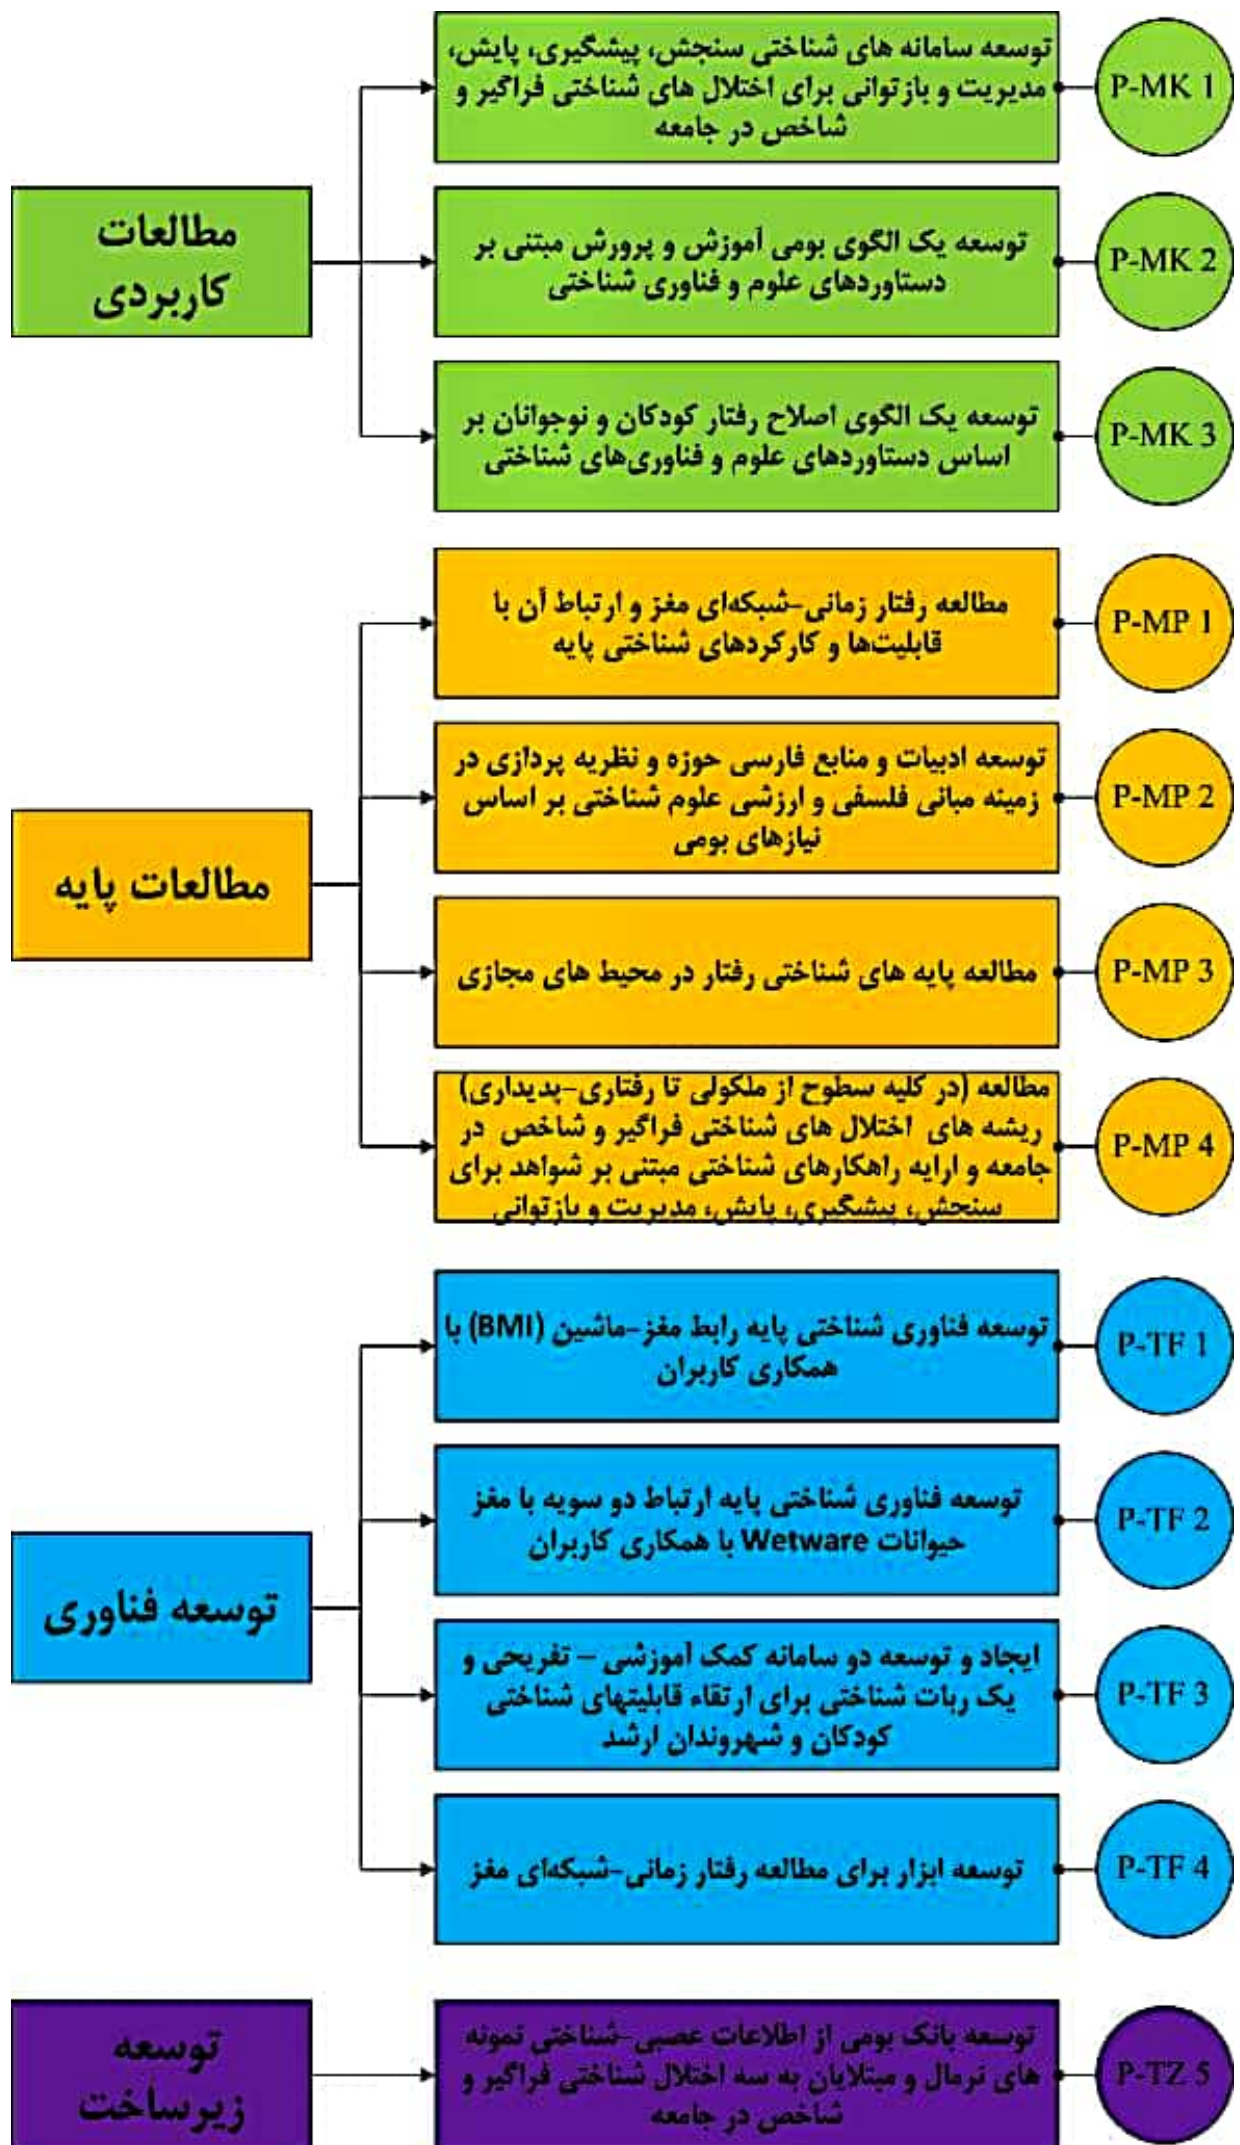 توسعه سامانه های شناختی سنجش، پیشگیری، پایش،
مدیریت و بازتوانی برای اختلال های شناختی فراگیر و
شاخص در جامعه
P-MK 1
مطالعات
کاربردی
توسعه یک الگوی بومی آموزش و پرورش مبتنی بر
دستاوردهای علوم و فناوری شناختی
P-MK 2
توسعه یک الگوی اصلاح رفتار کودکان و نوجوانان بر
اساس دستاوردهای علوم و فناوری‌های شناختی
P-MK 3
مطالعه رفتار زمانی-شبکه‌ای مغز و ارتباط آن با
قابلیت‌ها و کارکردهای شناختی پایه
P-MP 1
توسعه ادبیات و منابع فارسی حوزه و نظریه پردازی در
زمینه مبانی فلسفی و ارزشی علوم شناختی بر اساس
نیازهای بومی
P-MP 2
مطالعات پایه
مطالعه پایه های شناختی رفتار در محیط های مجازی
P-MP 3
مطالعه (در کلیه سطوح از ملکولی تا رفتاری-پدیداری)
ریشه های اختلال های شناختی فراگیر و شاخص در
جامعه و ارایه راهکارهای شناختی مبتنی بر شواهد برای
سنجش، پیشگیری، پایش، مدیریت و بازتوانی
P-MP 4
توسعه فناوری شناختی پایه رابط مغز-ماشین (BMI) با
همکاری کاربران
P-TF 1
توسعه فناوری شناختی پایه ارتباط دو سویه با مغز
حیوانات Wetware با همکاری کاربران
P-TF 2
توسعه فناوری
ایجاد و توسعه دو سامانه کمک آموزشی – تفریحی و
یک ربات شناختی برای ارتقاء قابلیتهای شناختی
کودکان و شهروندان ارشد
P-TF 3
توسعه ابزار برای مطالعه رفتار زمانی-شبکه‌ای مغز
P-TF 4
توسعه
زیرساخت
توسعه بانک بومی از اطلاعات عصبی-شناختی نمونه
های نرمال و مبتلایان به سه اختلال شناختی فراگیر و
شاخص در جامعه
P-TZ 5